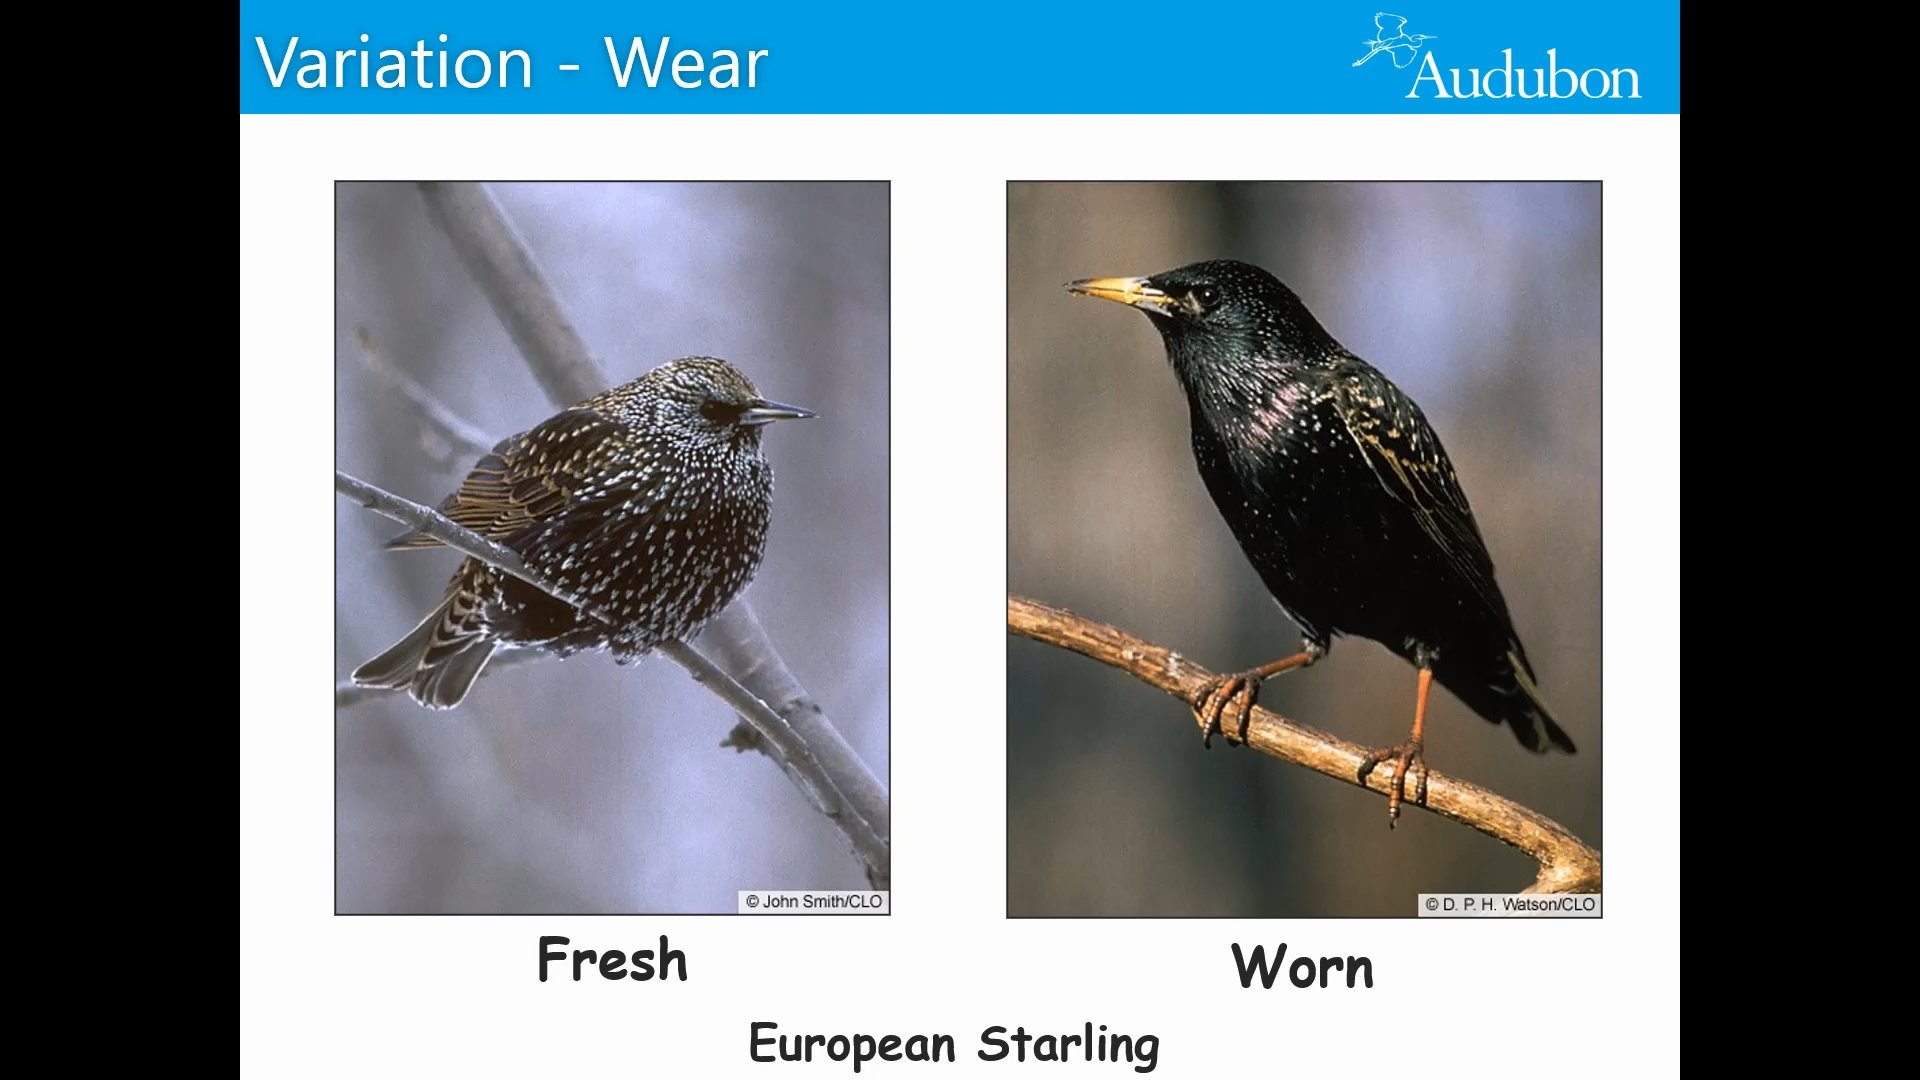 Variation - Wear
Audubon
© John Smith/CLO
© D. P. H. Watson/CLO
Fresh
Worn
European Starling